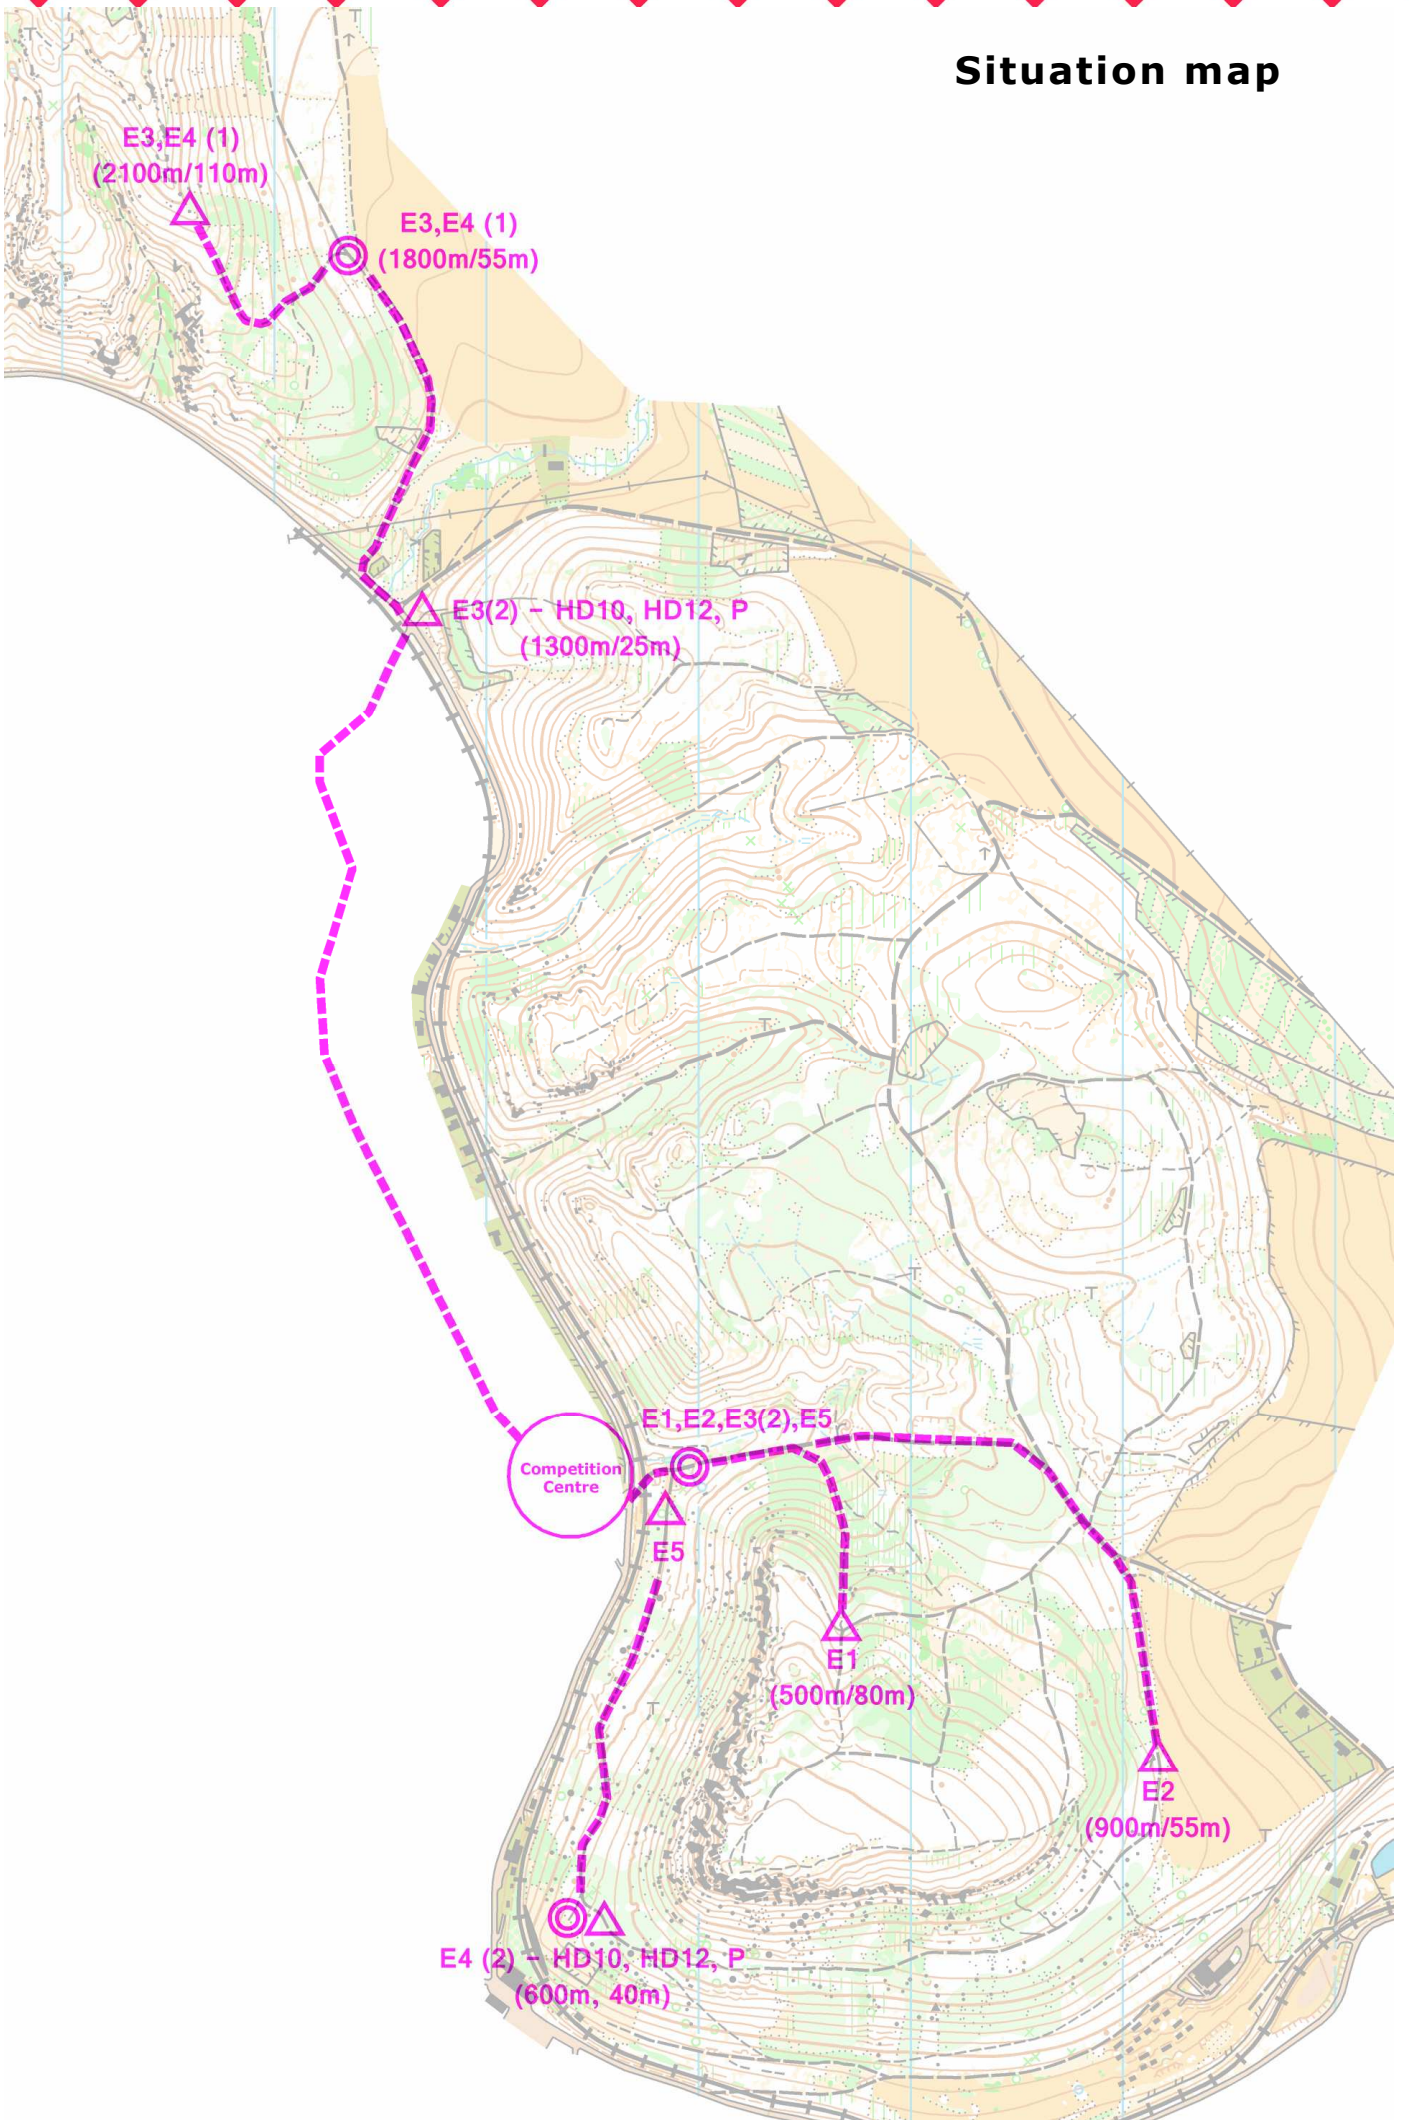 Situation map
E3,E4 (1)
(2100m/110m)
E3,E4 (1)
(1800m/55m)
E3(2) - HD10, HD12, P
(1300m/25m)
E1,E2,E3(2),E5
Competition
Centre
E5
E1
(500m/80m)
E2
(900m/55m)
E4 (2) - HD10, HD12, P
(600m, 40m)